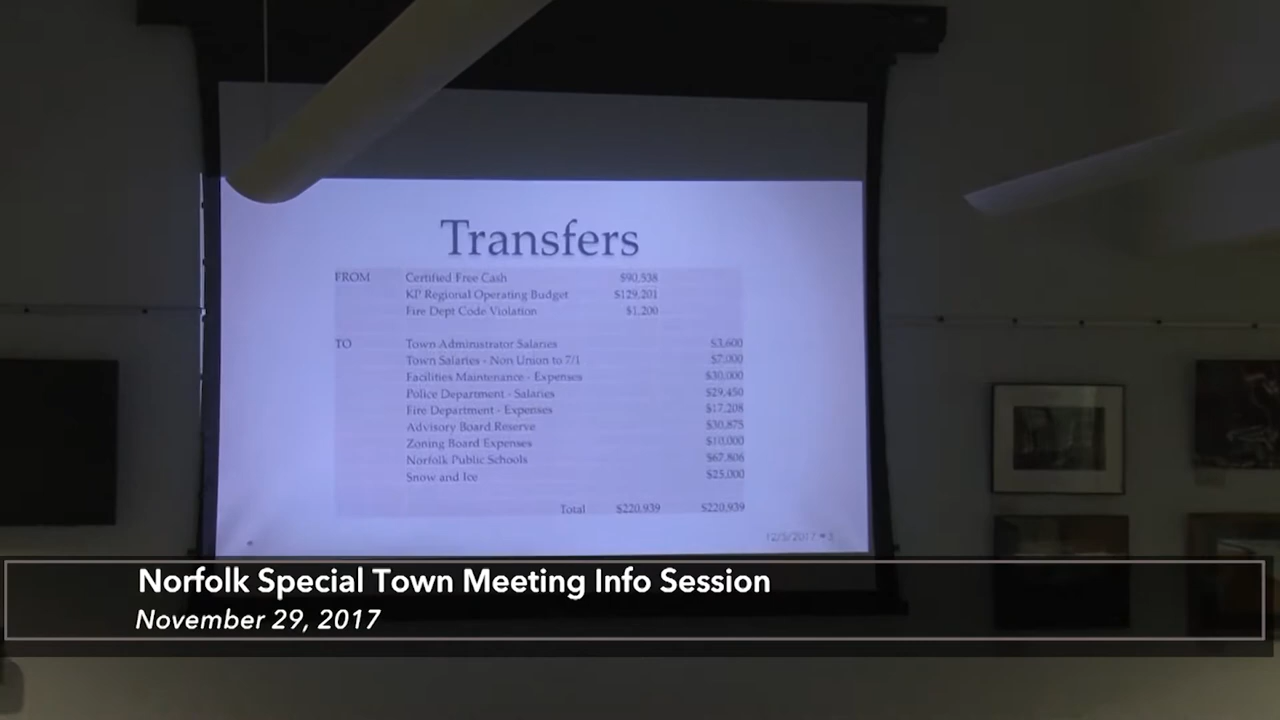 Transfers
FROM Certified Free Cash $90,538
KP Regional Operating Budget $129,201
Fire Dept Code Violation $1,200
TO Town Administrator Salaries $3,600
Town Salaries - Non Union to 7/1 $7,000
Facilities Maintenance - Expenses $30,000
Police Department - Salaries $29,450
Fire Department - Expenses $17,208
Advisory Board Reserve $30,875
Zoning Board Expenses $10,000
Norfolk Public Schools $67,806
Snow and Ice $25,000
Total $220,939 $220,939
12/5/2017
Norfolk Special Town Meeting Info Session
November 29, 2017